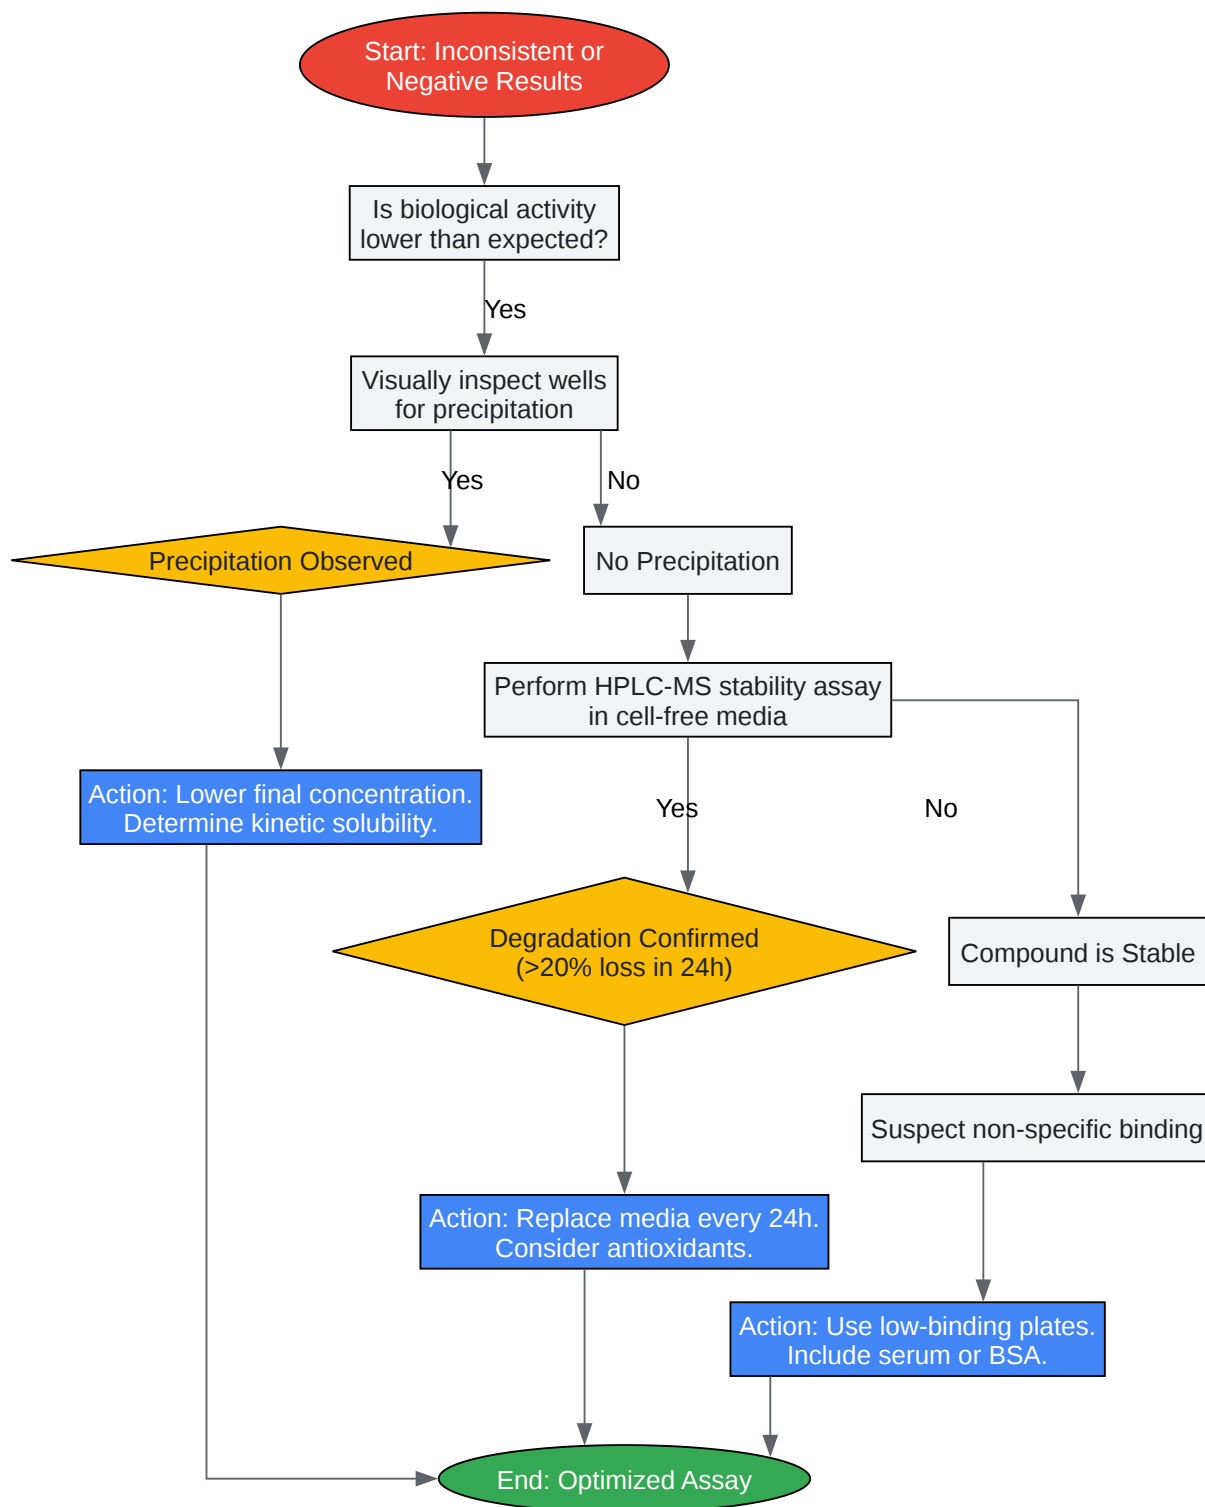 Start: Inconsistent or
Negative Results
Is biological activity
lower than expected?
Yes
Visually inspect wells
for precipitation
Yes
No
Precipitation Observed
No Precipitation
Perform HPLC-MS stability assay
in cell-free media
Action: Lower final concentration.
Determine kinetic solubility.
Yes
No
Degradation Confirmed
(>20% loss in 24h)
Compound is Stable
Suspect non-specific binding
Action: Replace media every 24h.
Consider antioxidants.
Action: Use low-binding plates.
Include serum or BSA.
End: Optimized Assay